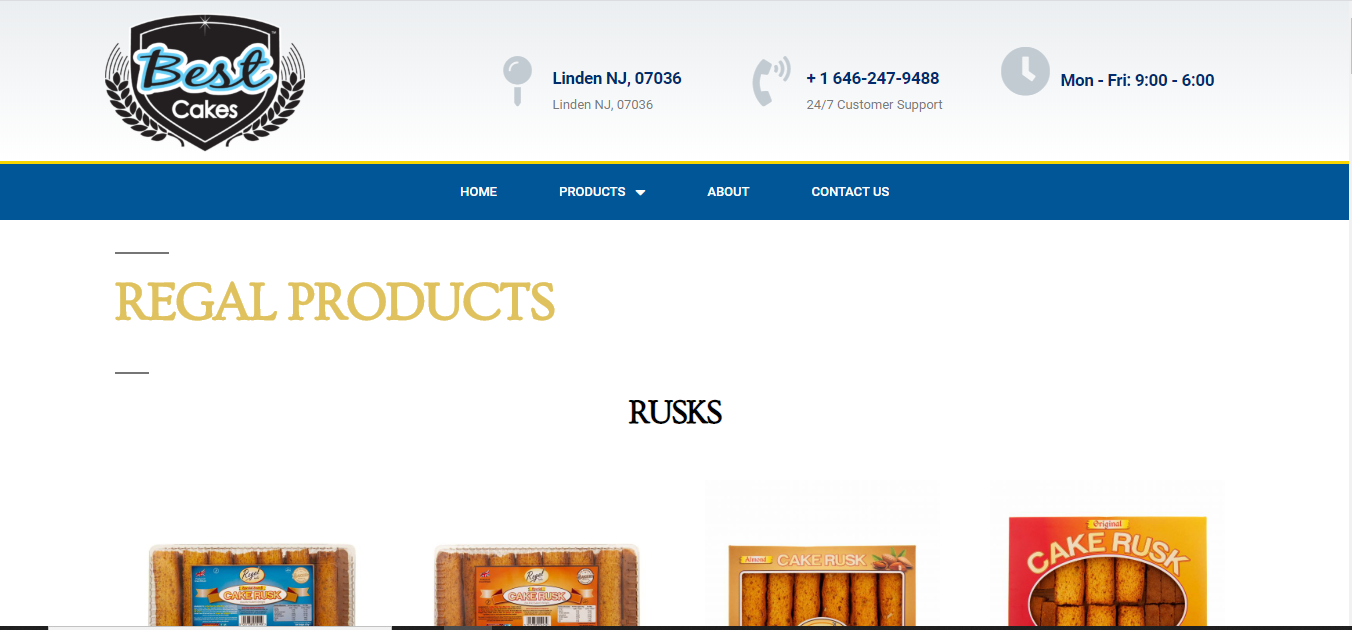 Best
Cakes
Linden NJ, 07036
Linden NJ, 07036
+ 1 646-247-9488
24/7 Customer Support
Mon - Fri: 9:00 - 6:00
HOME
PRODUCTS
ABOUT
CONTACT US
REGAL PRODUCTS
RUSKS
Regal
CAKE RUSK
Regal
CAKE RUSK
Almond
CAKE RUSK
Original
CAKE RUSK